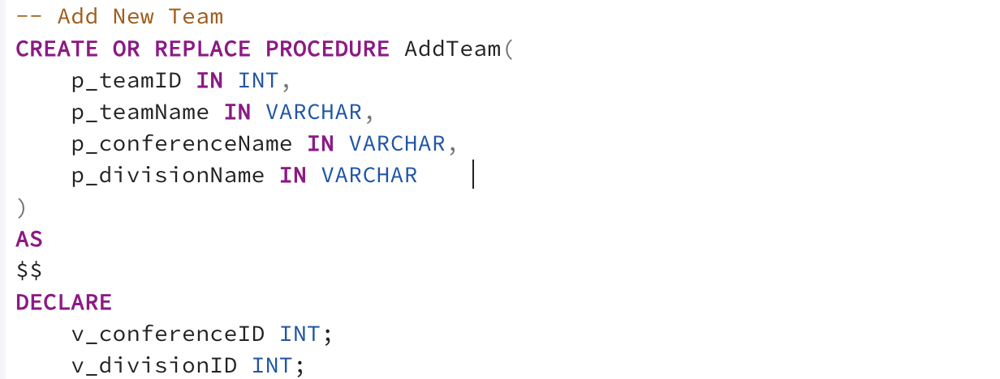 -- Add New Team
CREATE OR REPLACE PROCEDURE AddTeam(
    p_teamID IN INT,
    p_teamName IN VARCHAR,
    p_conferenceName IN VARCHAR,
    p_divisionName IN VARCHAR
)
AS
$$
DECLARE
    v_conferenceID INT;
    v_divisionID INT;